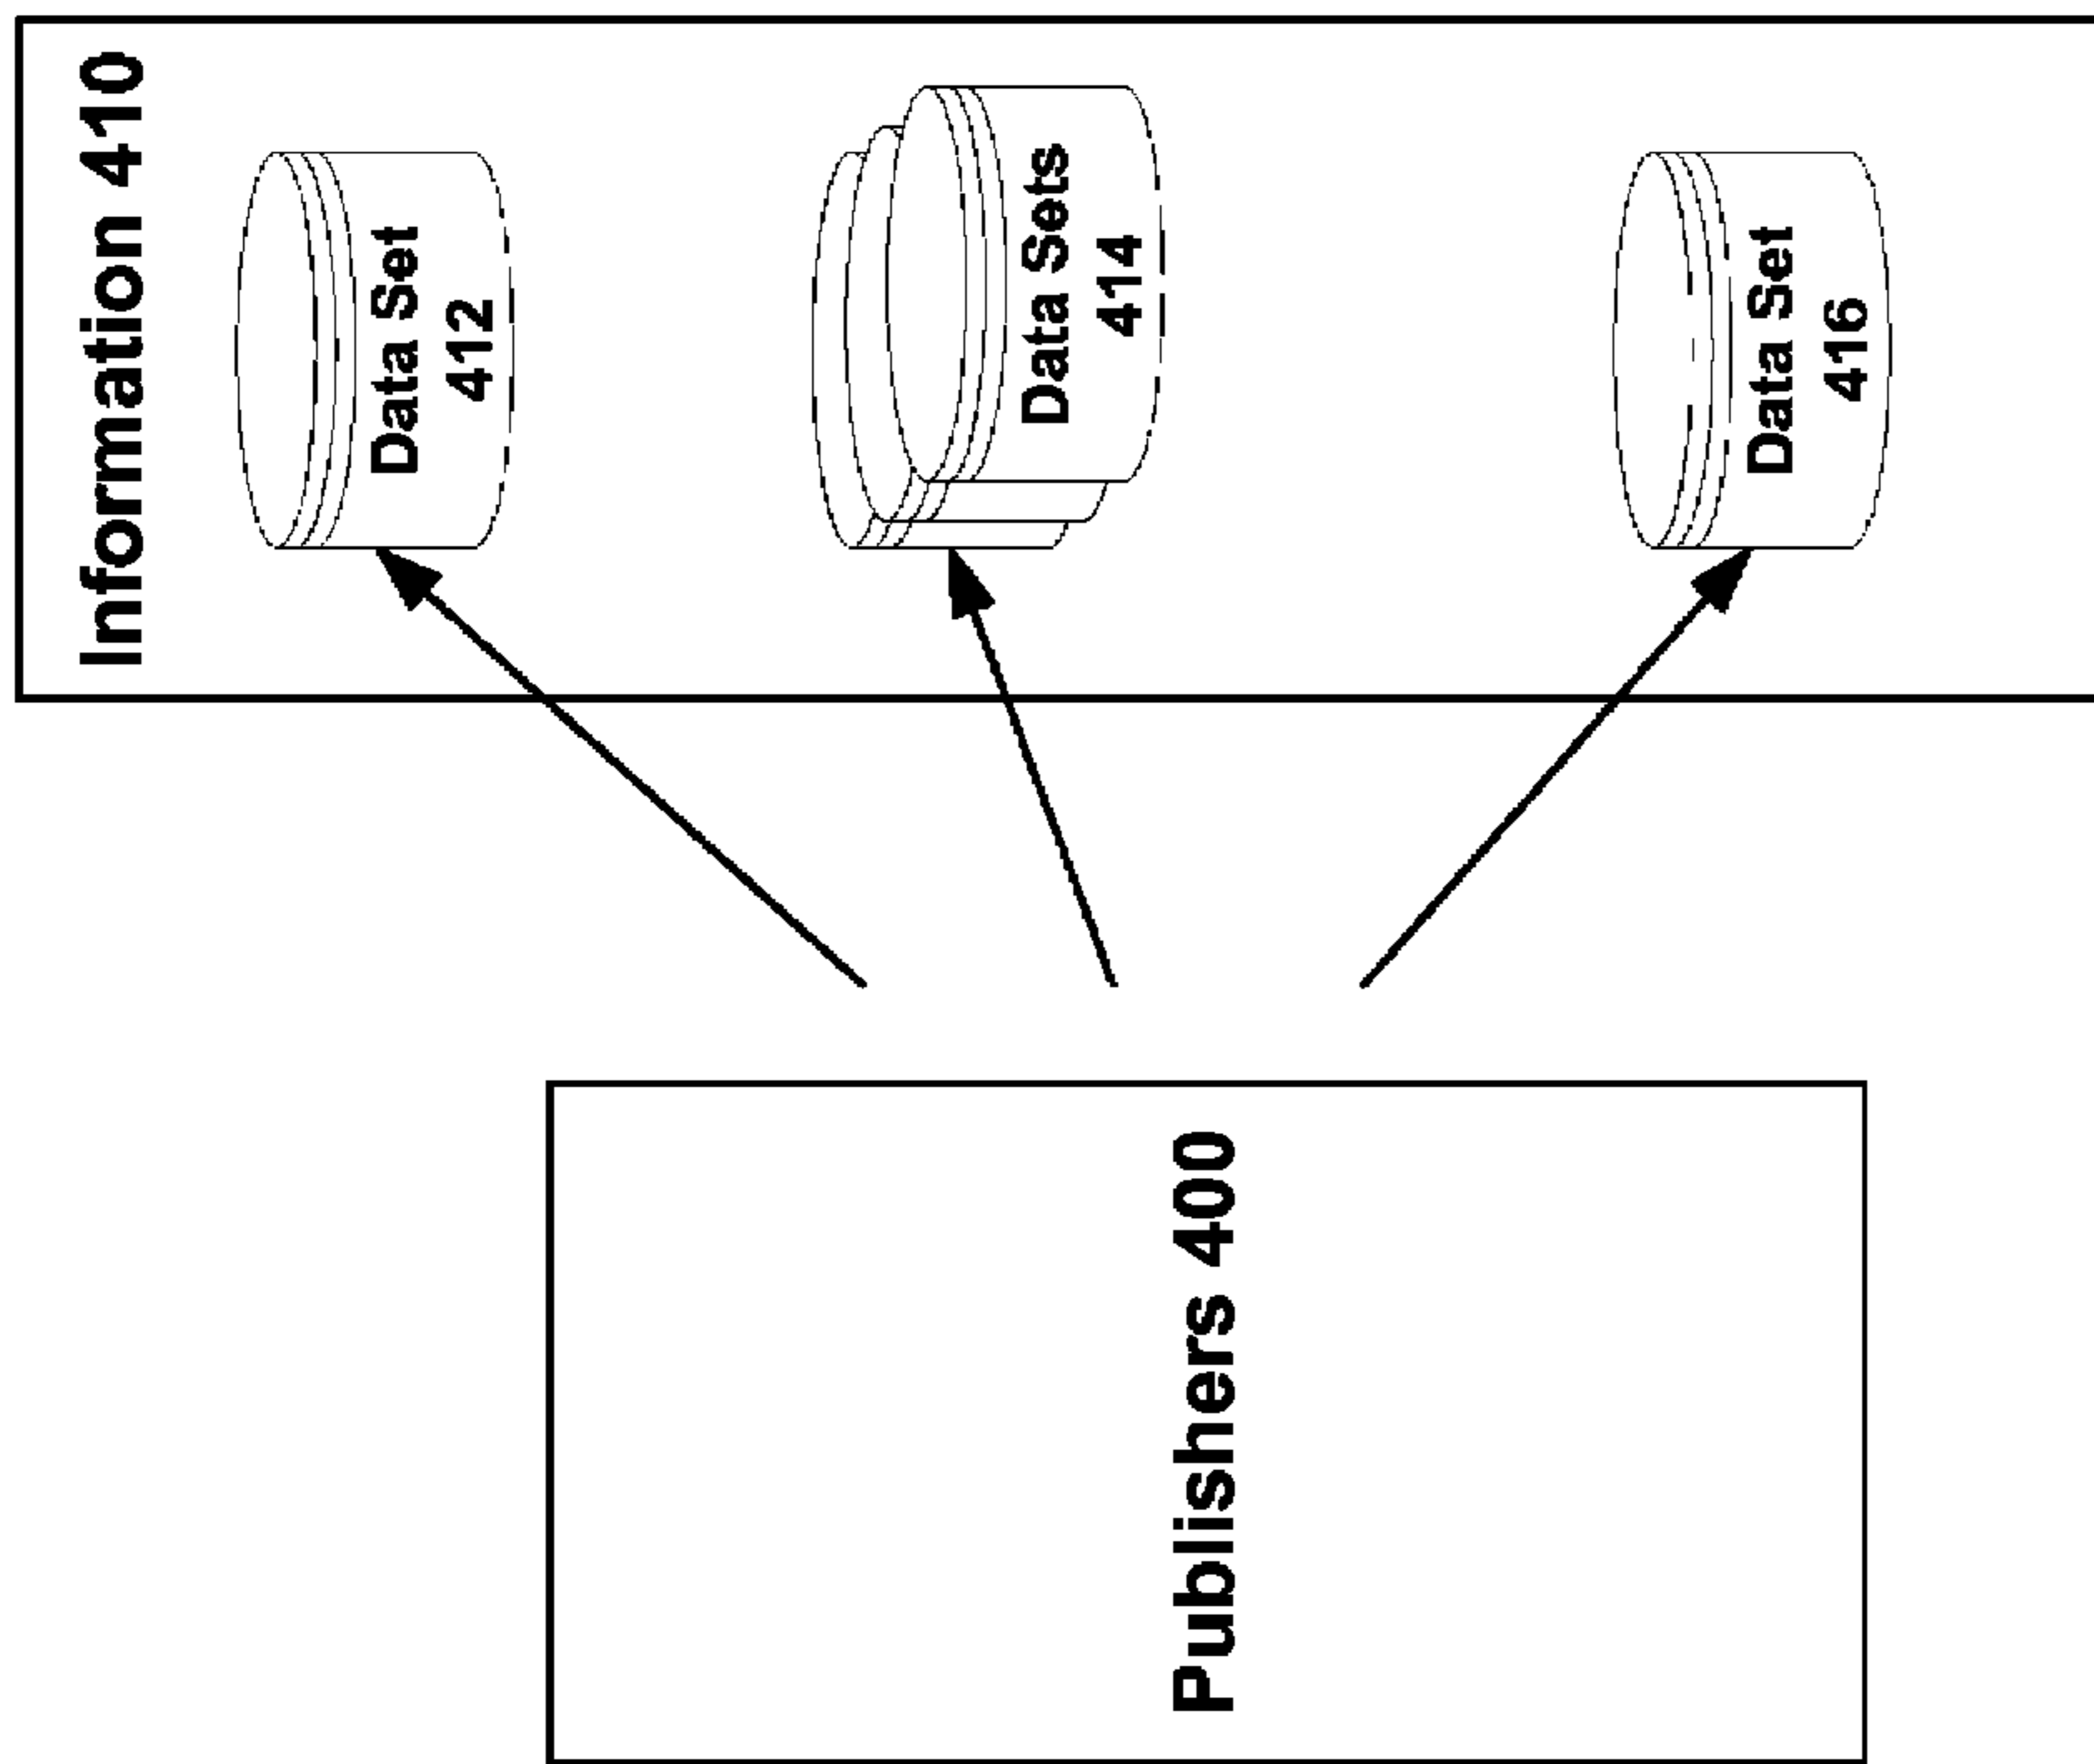 Information 410
Data Set
412
Data Sets
414
Data Set
416
Publishers 400